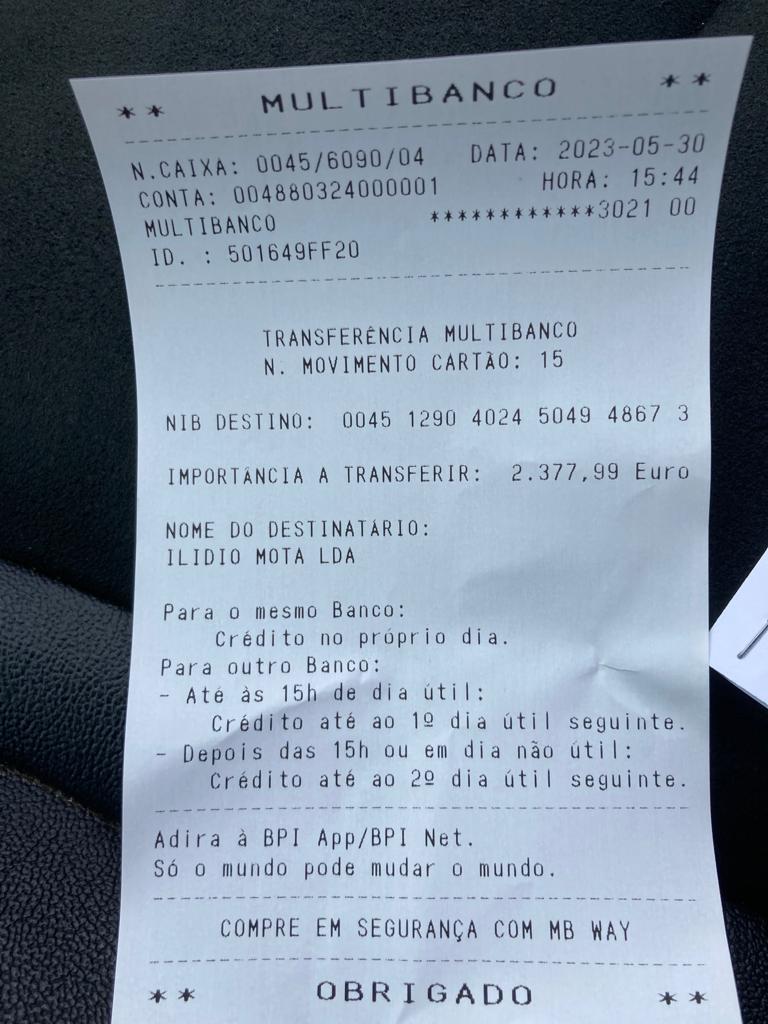 ** MULTIBANCO **
N.CAIXA: 0045/6090/04 DATA: 2023-05-30
CONTA: 004880324000001 HORA: 15:44
MULTIBANCO ************3021 00
ID. : 501649FF20
TRANSFERÊNCIA MULTIBANCO
N. MOVIMENTO CARTÃO: 15
NIB DESTINO: 0045 1290 4024 5049 4867 3
IMPORTÂNCIA A TRANSFERIR: 2.377,99 Euro
NOME DO DESTINATÁRIO:
ILIDIO MOTA LDA
Para o mesmo Banco:
Crédito no próprio dia.
Para outro Banco:
- Até às 15h de dia útil:
Crédito até ao 1º dia útil seguinte.
- Depois das 15h ou em dia não útil:
Crédito até ao 2º dia útil seguinte.
Adira à BPI App/BPI Net.
Só o mundo pode mudar o mundo.
COMPRE EM SEGURANÇA COM MB WAY
** OBRIGADO **